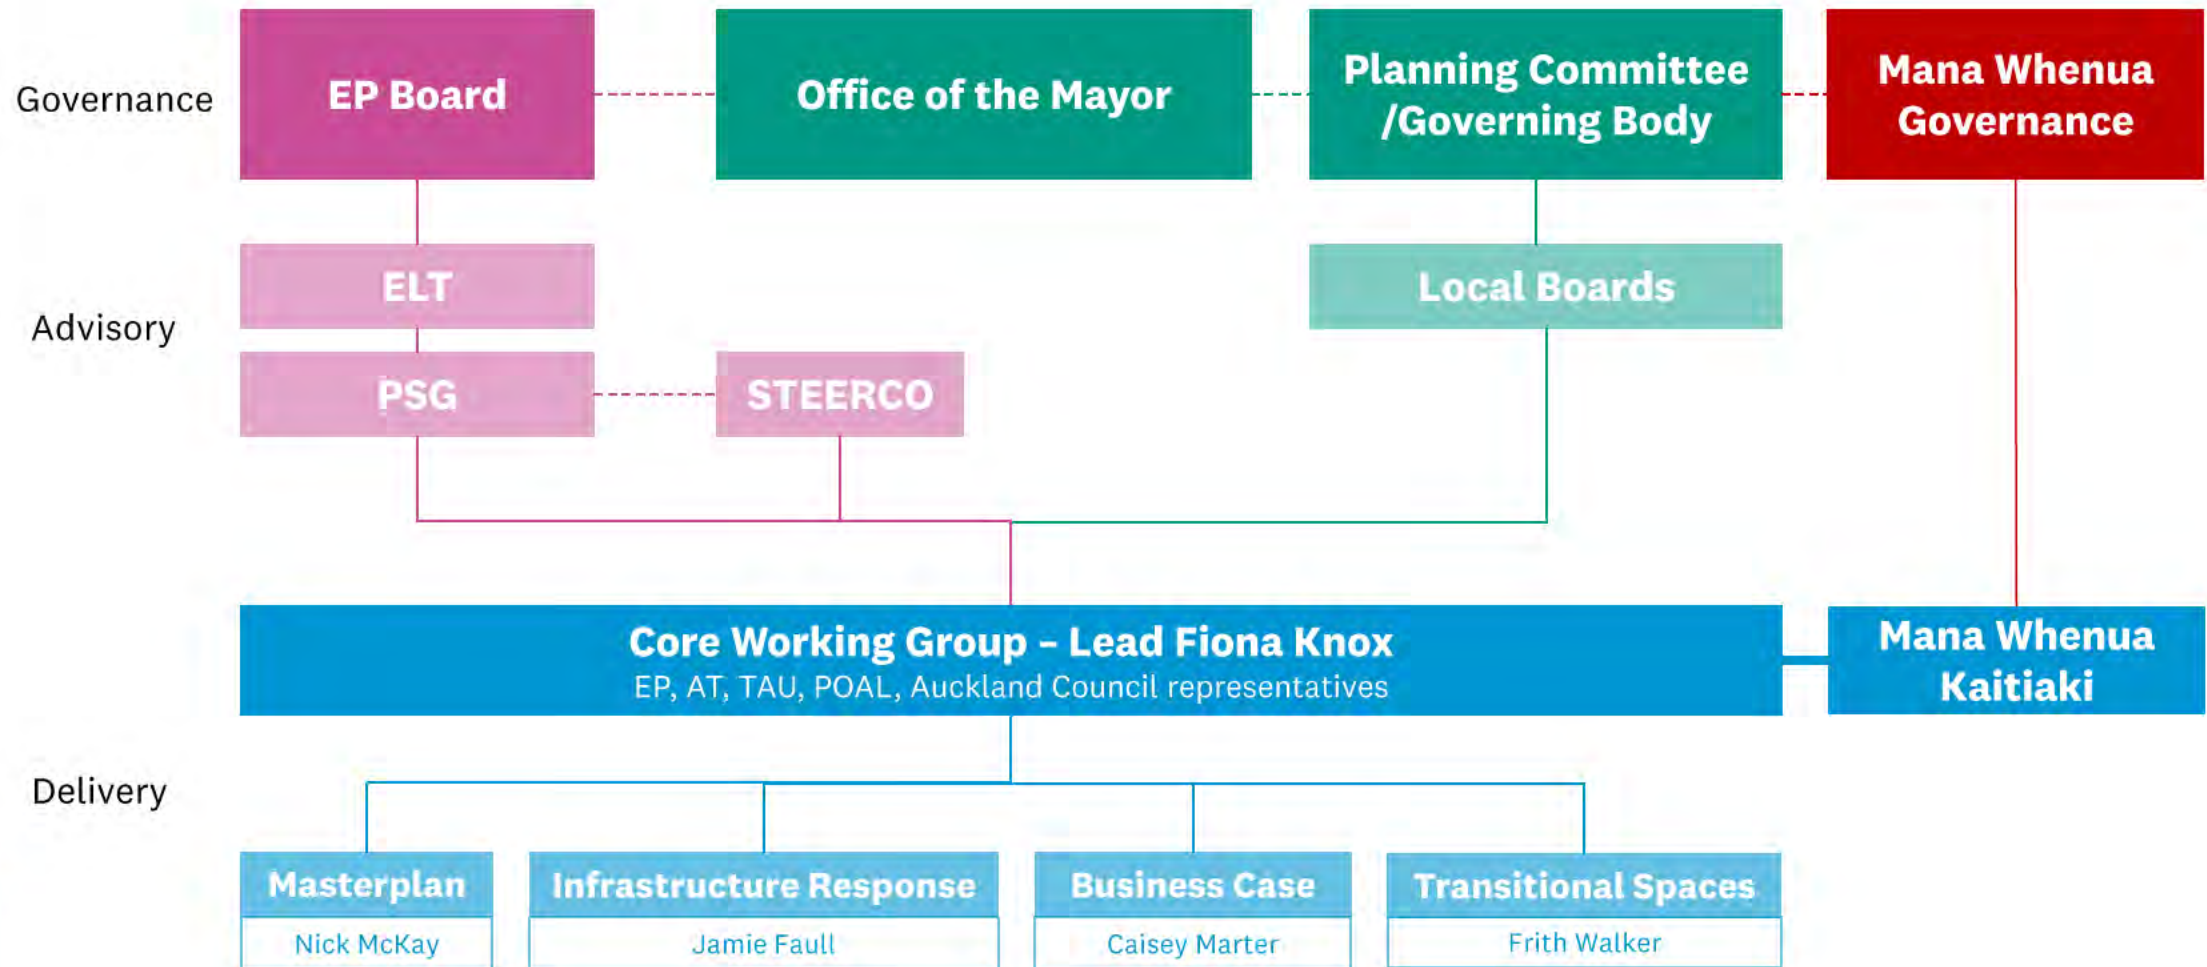 Governance
EP Board
Office of the Mayor
Planning Committee
/Governing Body
Mana Whenua
Governance
Advisory
ELT
Local Boards
PSG
STEERCO
Core Working Group – Lead Fiona Knox
EP, AT, TAU, POAL, Auckland Council representatives
Mana Whenua
Kaitiaki
Delivery
Masterplan
Nick McKay
Infrastructure Response
Jamie Faull
Business Case
Caisey Marter
Transitional Spaces
Frith Walker